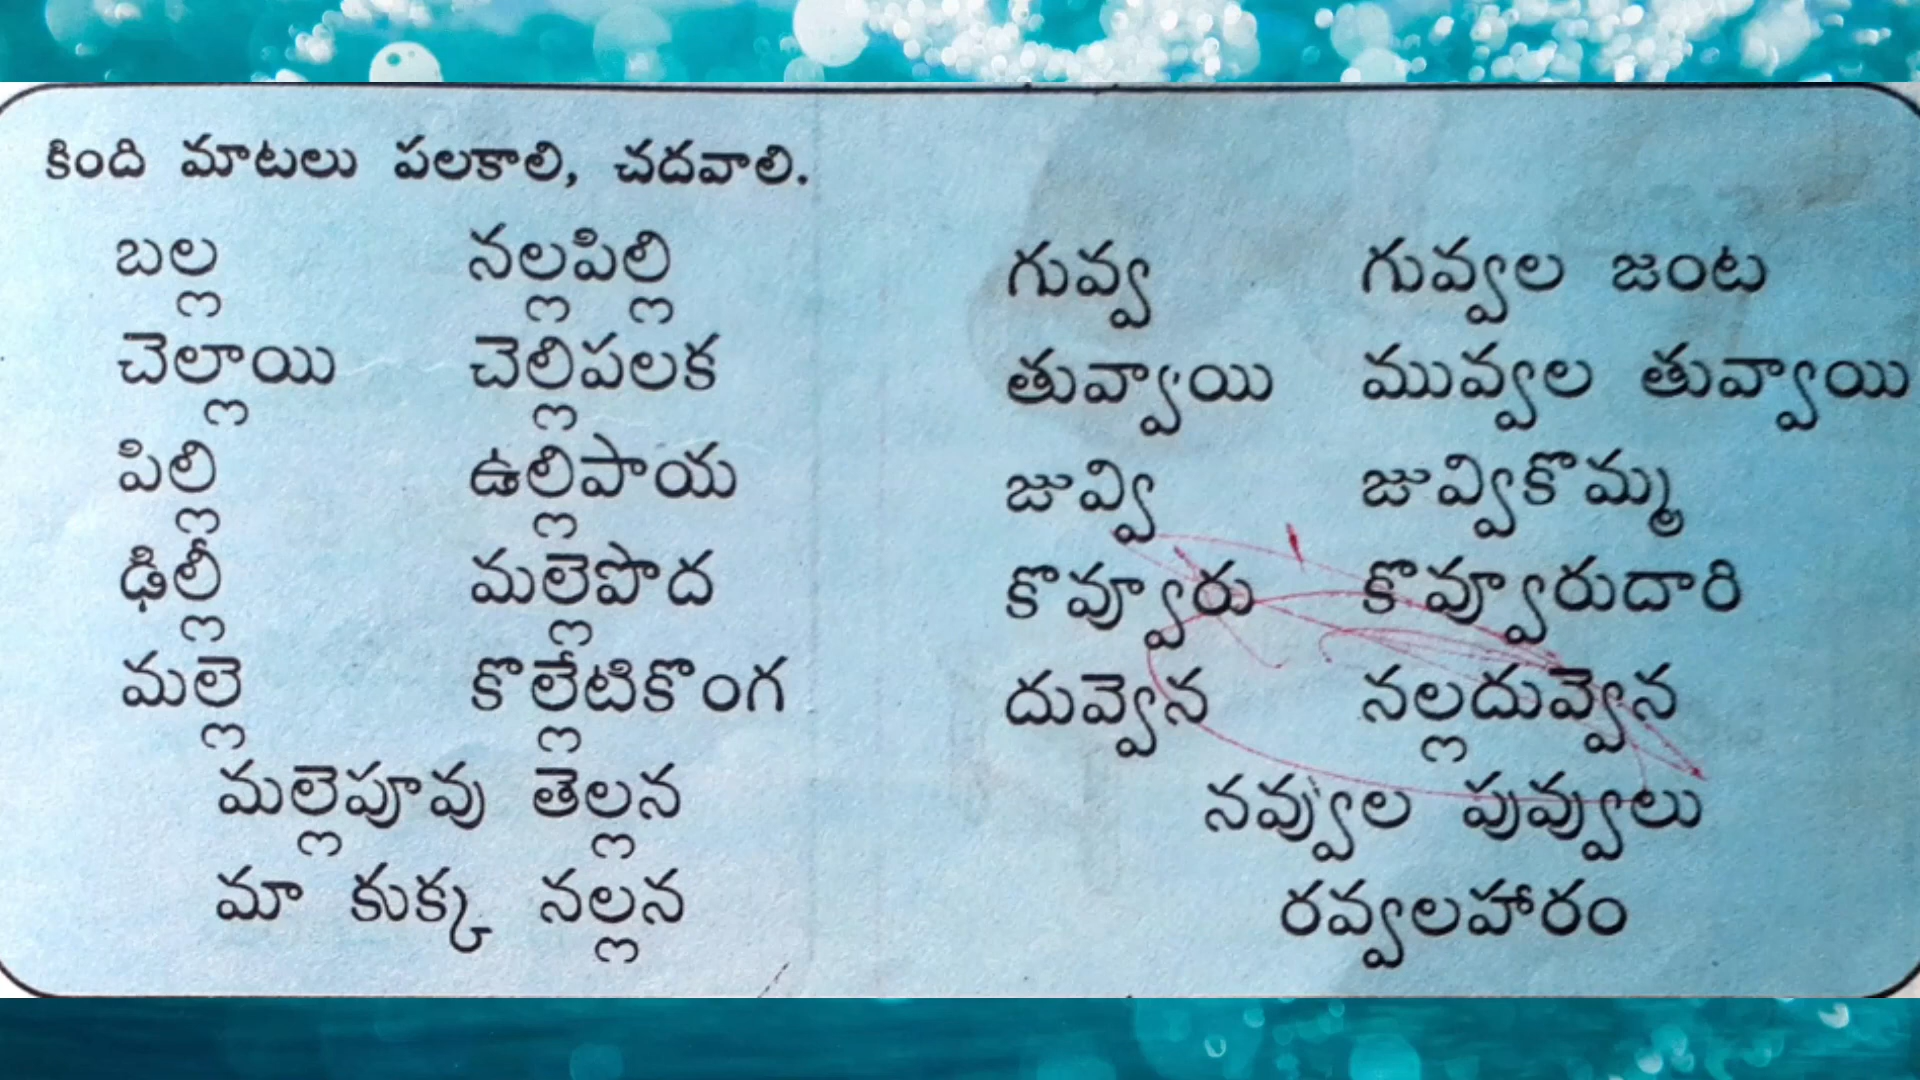 కింది మాటలు పలకాలి, చదవాలి.
బల్ల నల్లపిల్లి
చెల్లాయి చెల్లిపలక
పిల్లి ఉల్లిపాయ
ఢిల్లీ మల్లెపొద
మల్లె కొల్లేటికొంగ
మల్లెపూవు తెల్లన
మా కుక్క నల్లన
గువ్వ గువ్వల జంట
తువ్వాయి మువ్వల తువ్వాయి
జువ్వి జువ్వికొమ్మ
కొవ్వూరు కొవ్వూరుదారి
దువ్వెన నల్లదువ్వెన
నవ్వుల పువ్వులు
రవ్వలహారం